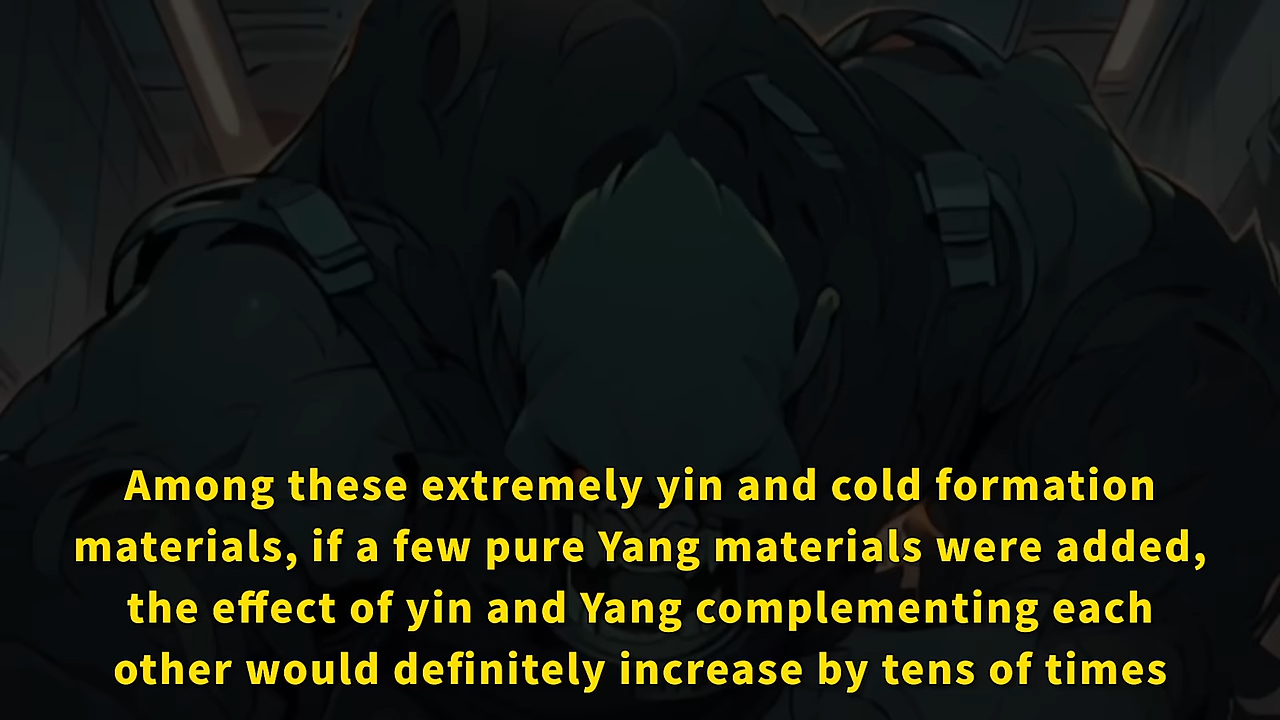 Among these extremely yin and cold formation
materials, if a few pure Yang materials were added,
the effect of yin and Yang complementing each
other would definitely increase by tens of times